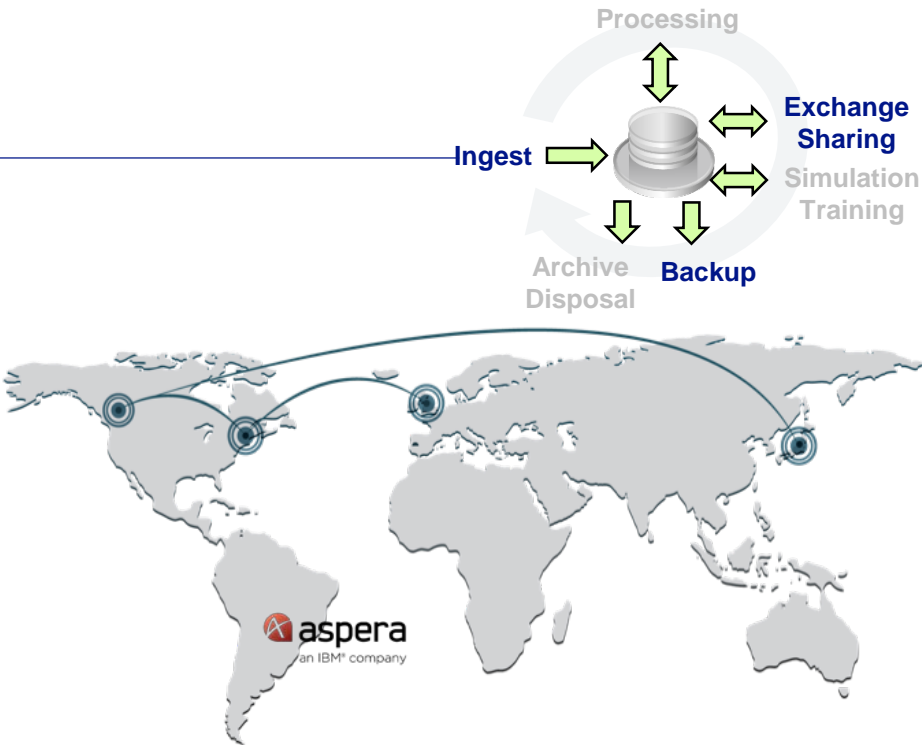 Processing
Exchange
Sharing
Ingest
Simulation
Training
Archive
Disposal
Backup
aspera
an IBM® company